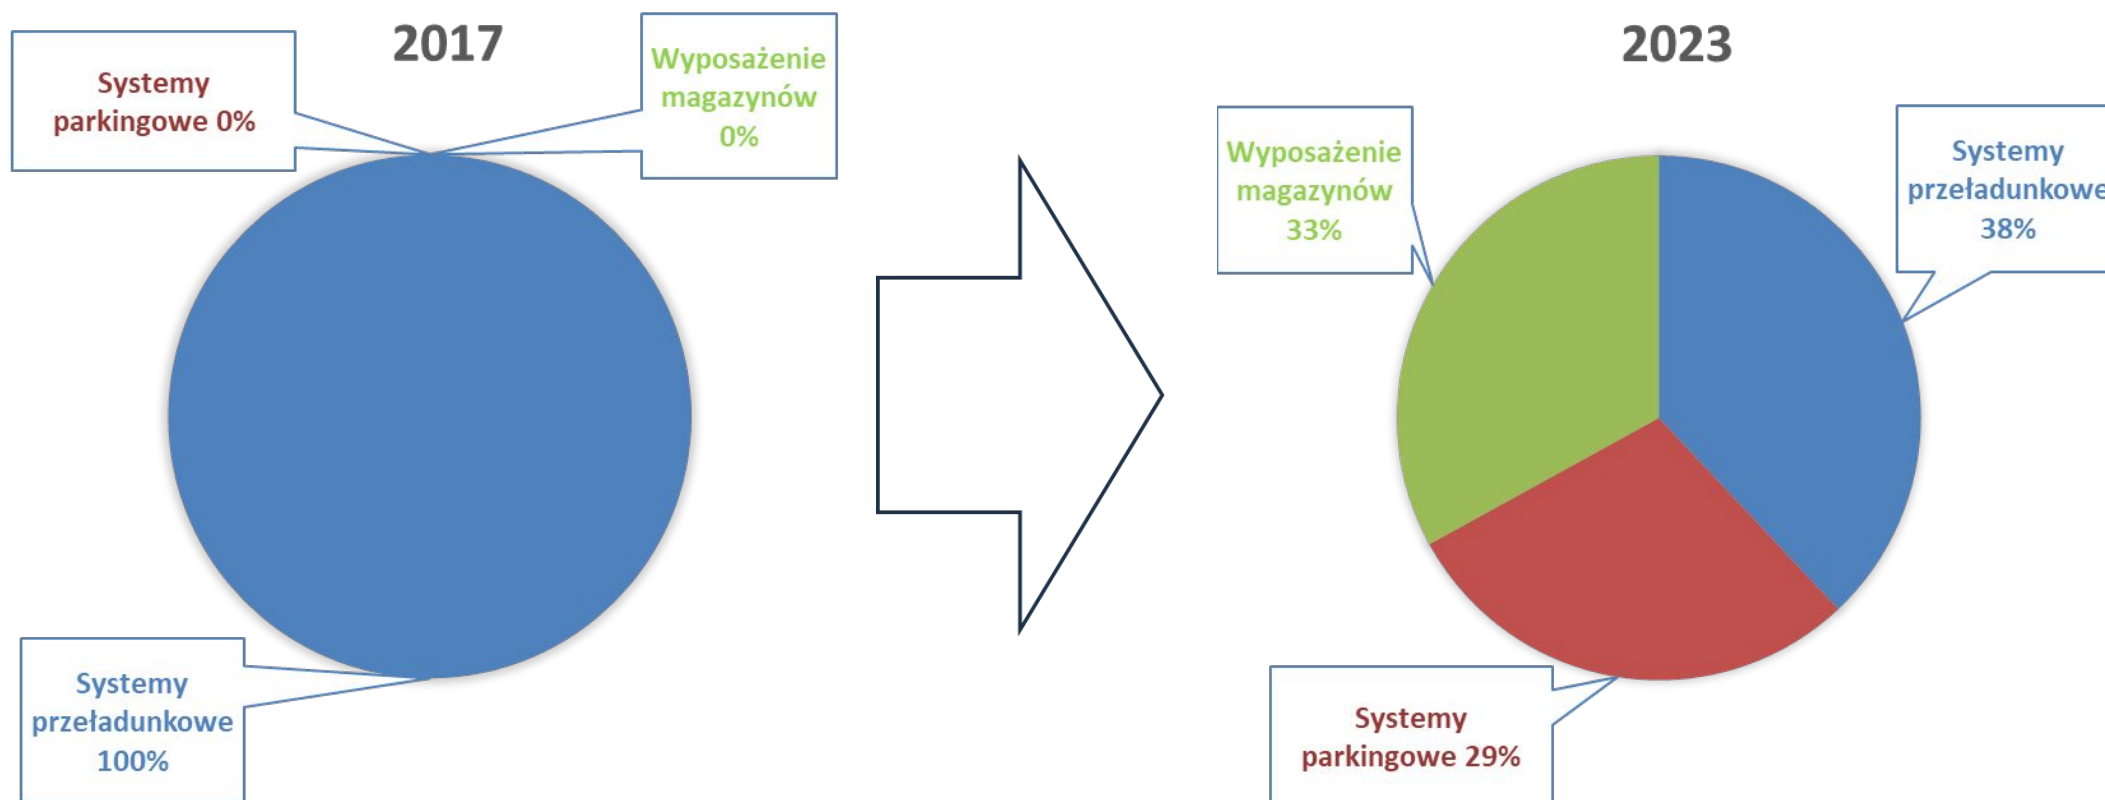 2017
Systemy
parkingowe 0%
Wyposażenie
magazynów
0%
Systemy
przeładunkowe
100%
2023
Wyposażenie
magazynów
33%
Systemy
przeładunkowe
38%
Systemy
parkingowe 29%